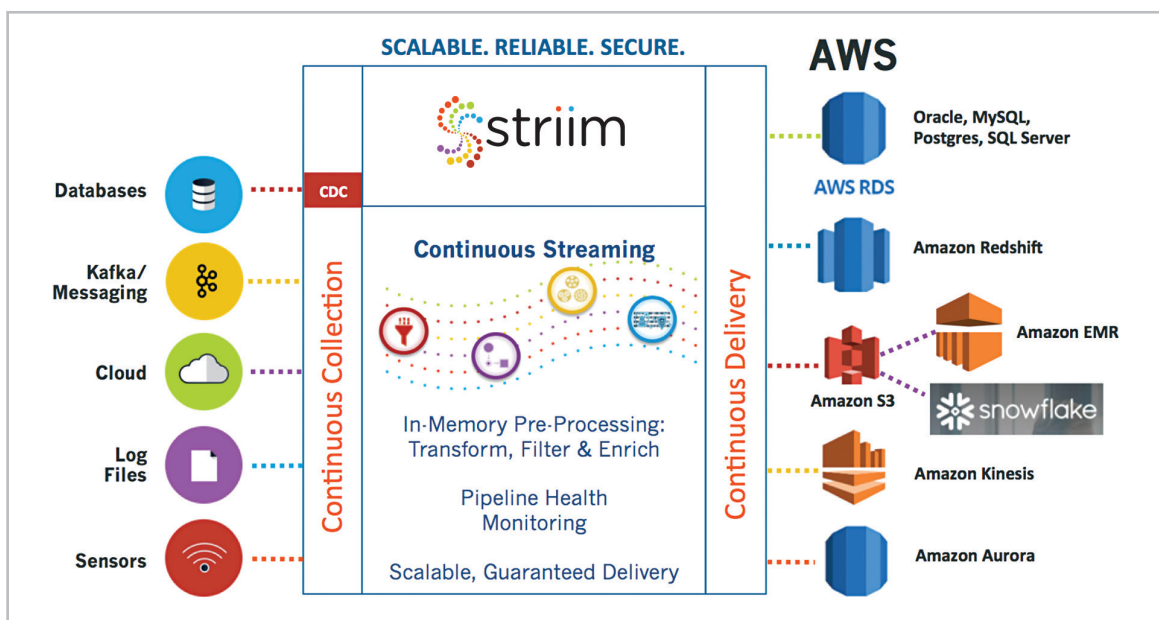 SCALABLE. RELIABLE. SECURE.
striim
Databases
Kafka/
Messaging
Cloud
Log
Files
Sensors
CDC
Continuous Collection
Continuous Streaming
In-Memory Pre-Processing:
Transform, Filter & Enrich
Pipeline Health
Monitoring
Scalable, Guaranteed Delivery
Continuous Delivery
AWS
Oracle, MySQL,
Postgres, SQL Server
AWS RDS
Amazon Redshift
Amazon EMR
Amazon S3
snowflake
Amazon Kinesis
Amazon Aurora